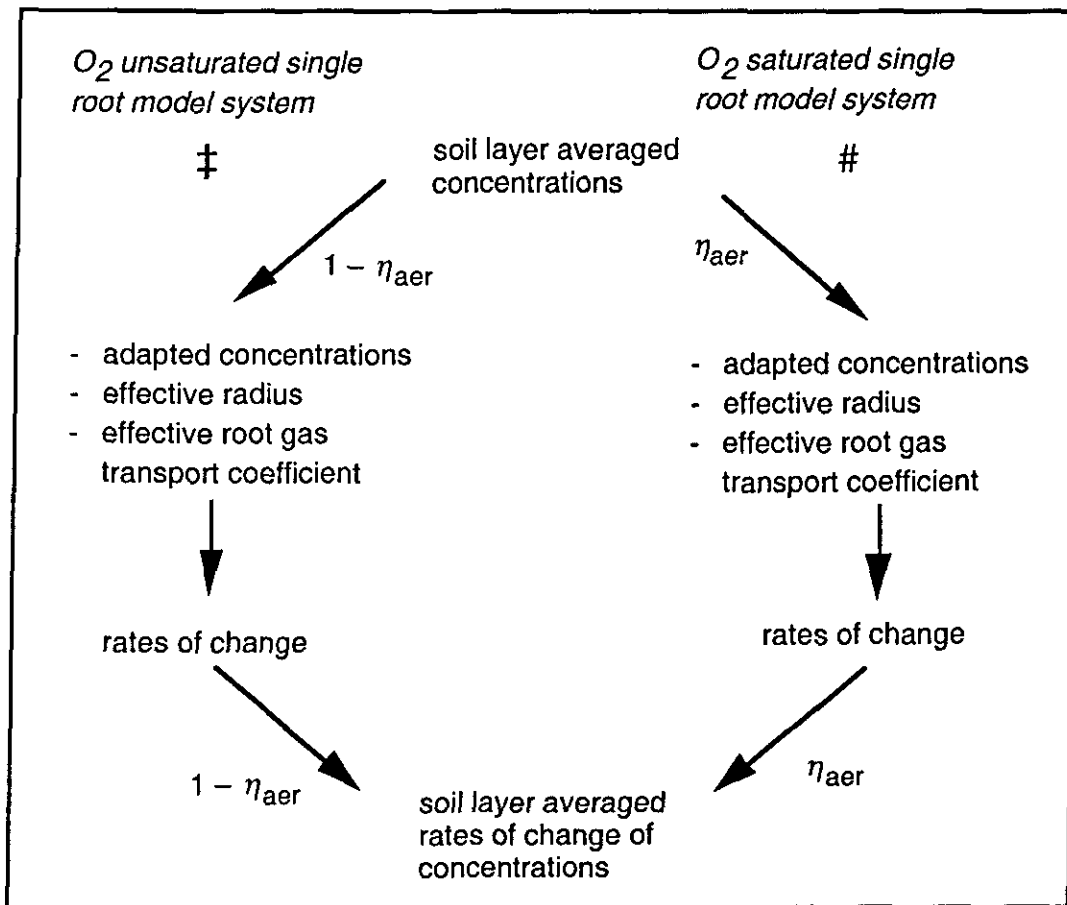 O2 unsaturated single
root model system
‡
O2 saturated single
root model system
#
soil layer averaged
concentrations
1 – ηaer
ηaer
- adapted concentrations
- effective radius
- effective root gas
transport coefficient
- adapted concentrations
- effective radius
- effective root gas
transport coefficient
rates of change
rates of change
1 – ηaer
ηaer
soil layer averaged
rates of change of
concentrations